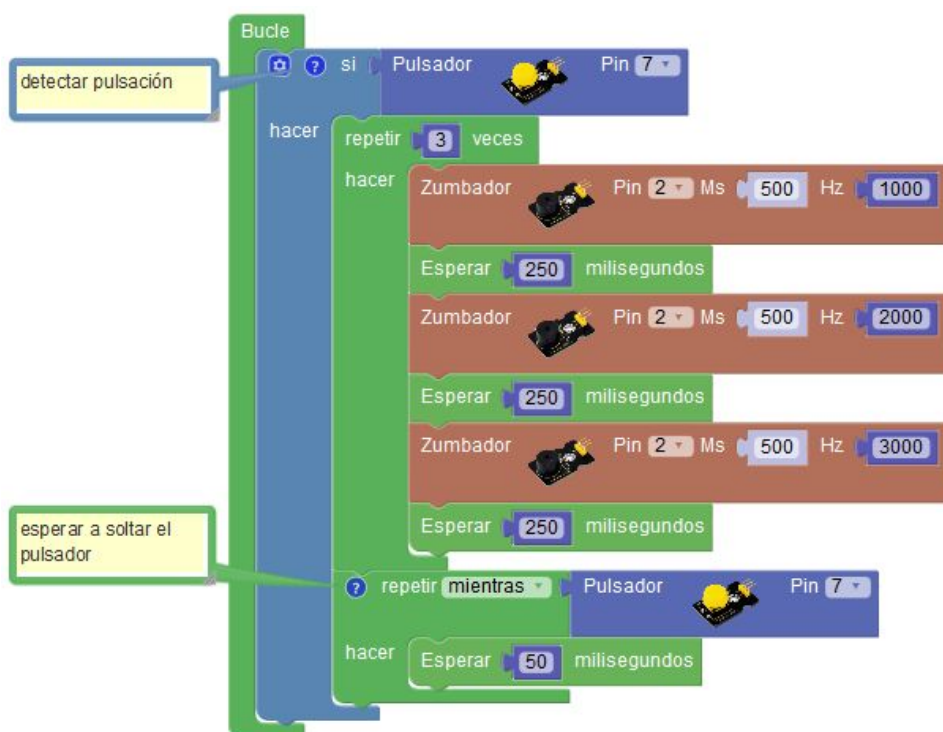 Bucle
detectar pulsación
? si Pulsador Pin 7
hacer
repetir 3 veces
hacer
Zumbador Pin 2 Ms 500 Hz 1000
Esperar 250 milisegundos
Zumbador Pin 2 Ms 500 Hz 2000
Esperar 250 milisegundos
Zumbador Pin 2 Ms 500 Hz 3000
Esperar 250 milisegundos
esperar a soltar el
pulsador
? repetir mientras Pulsador Pin 7
hacer
Esperar 50 milisegundos